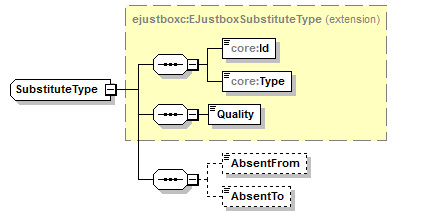 ejustboxc:EJustboxSubstituteType (extension)
core:Id
SubstituteType
core:Type
Quality
AbsentFrom
AbsentTo